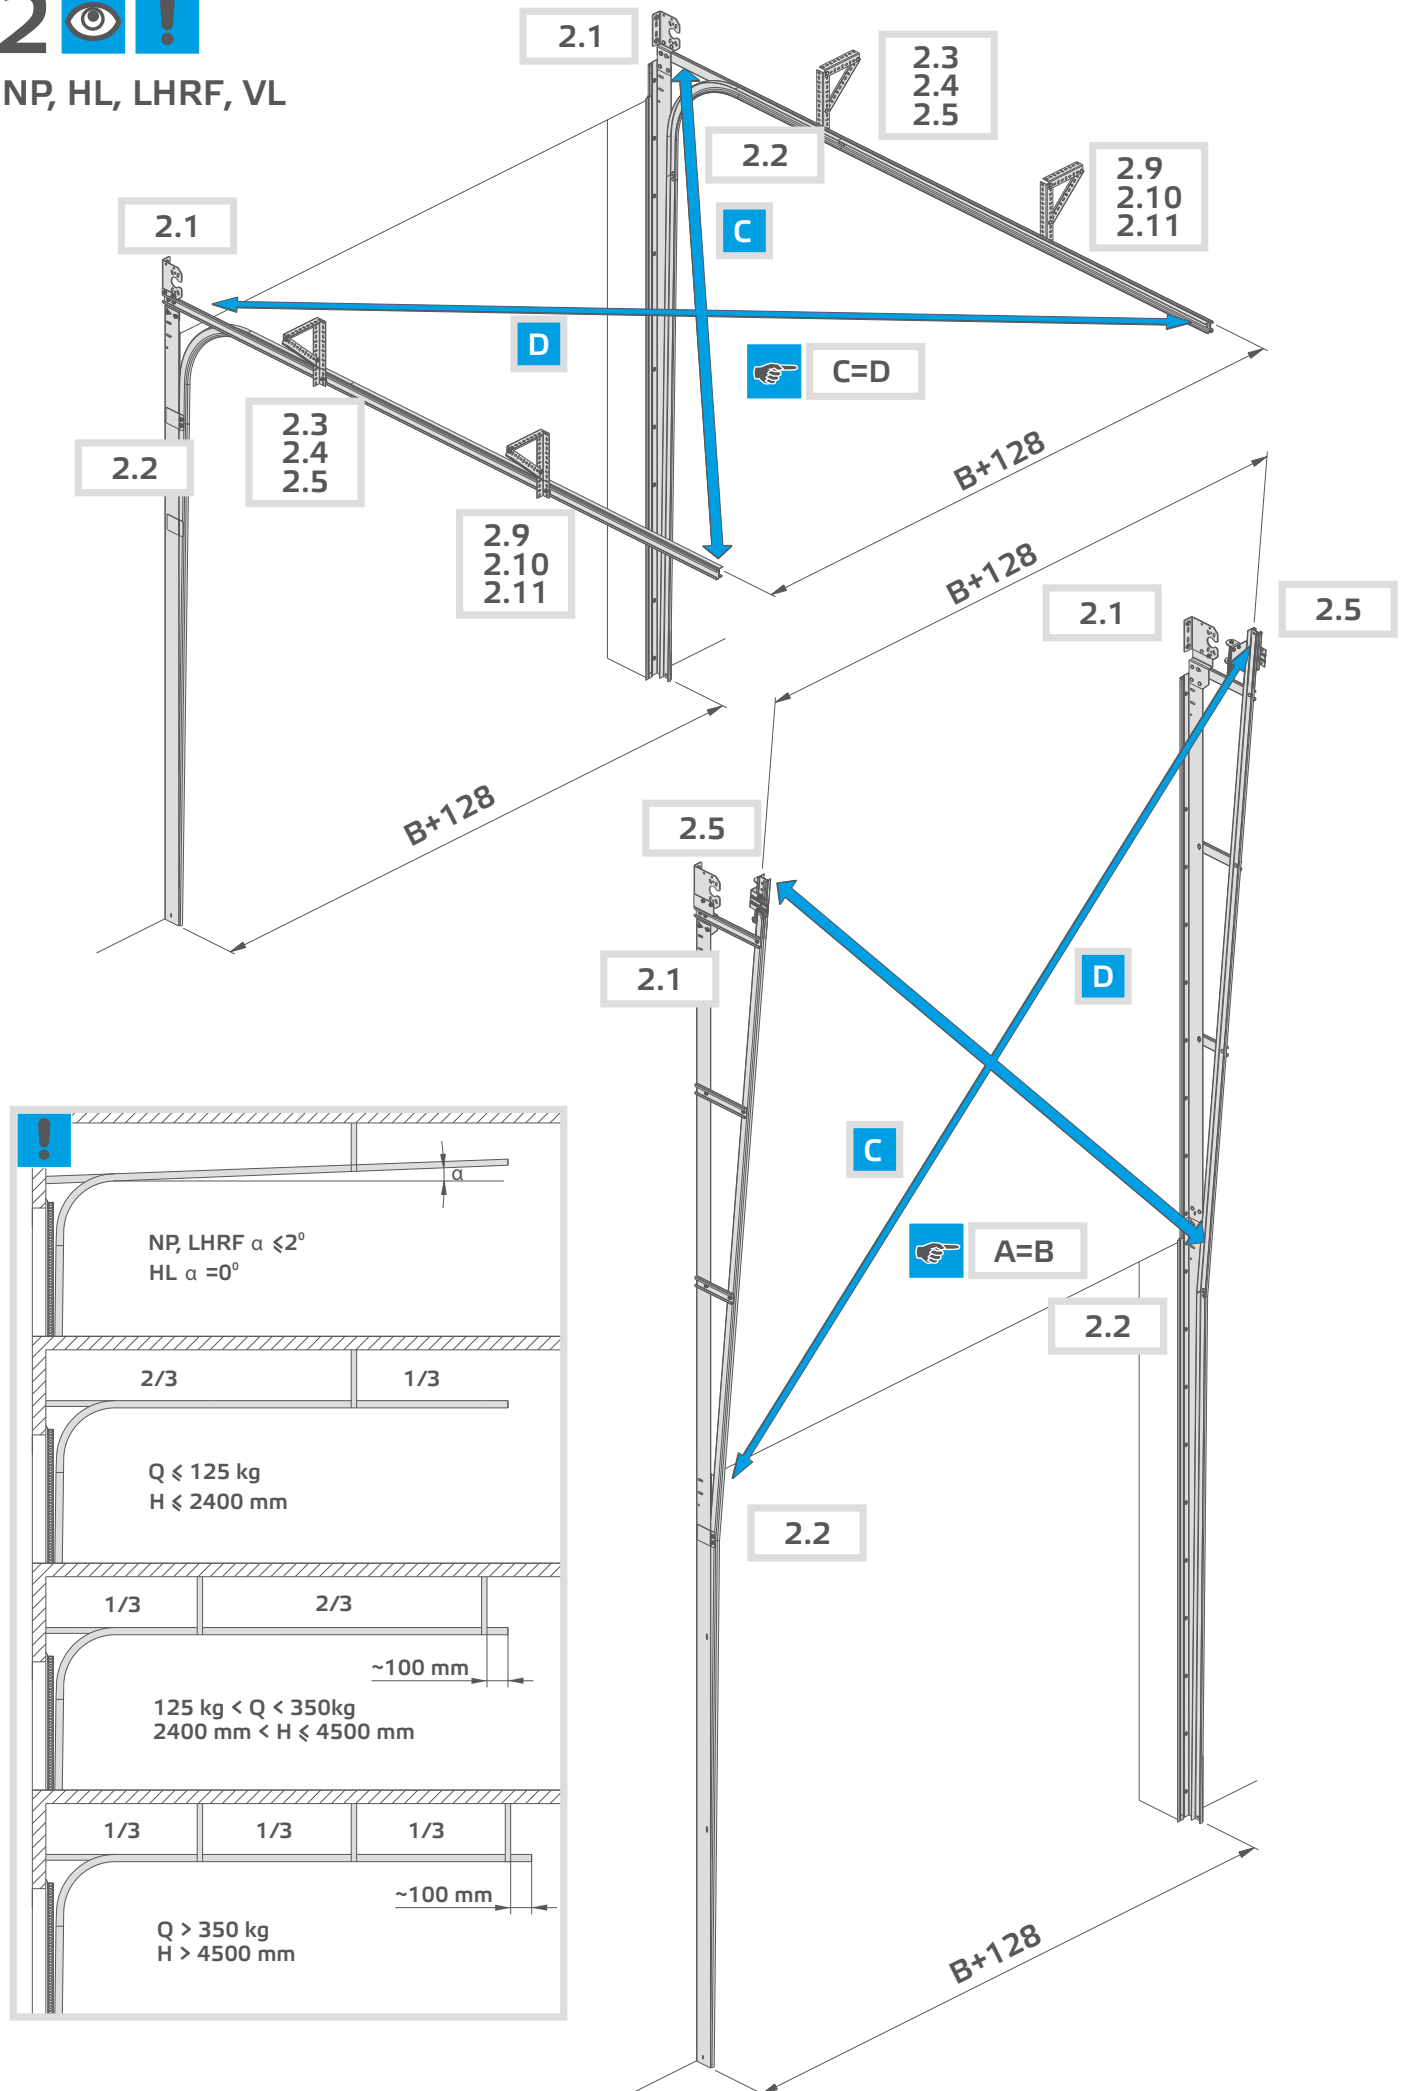 2 !
NP, HL, LHRF, VL
2.1
2.3
2.4
2.5
2.2
2.9
2.10
2.11
2.1
C
D
C=D
2.3
2.4
2.5
2.2
2.9
2.10
2.11
B+128
B+128
B+128
2.1
2.5
2.5
2.1
D
C
A=B
2.2
2.2
B+128
!
α
NP, LHRF α ⩽2⁰
HL α =0⁰
2/3 1/3
Q ⩽ 125 kg
H ⩽ 2400 mm
1/3 2/3
~100 mm
125 kg < Q < 350kg
2400 mm < H ⩽ 4500 mm
1/3 1/3 1/3
~100 mm
Q > 350 kg
H > 4500 mm